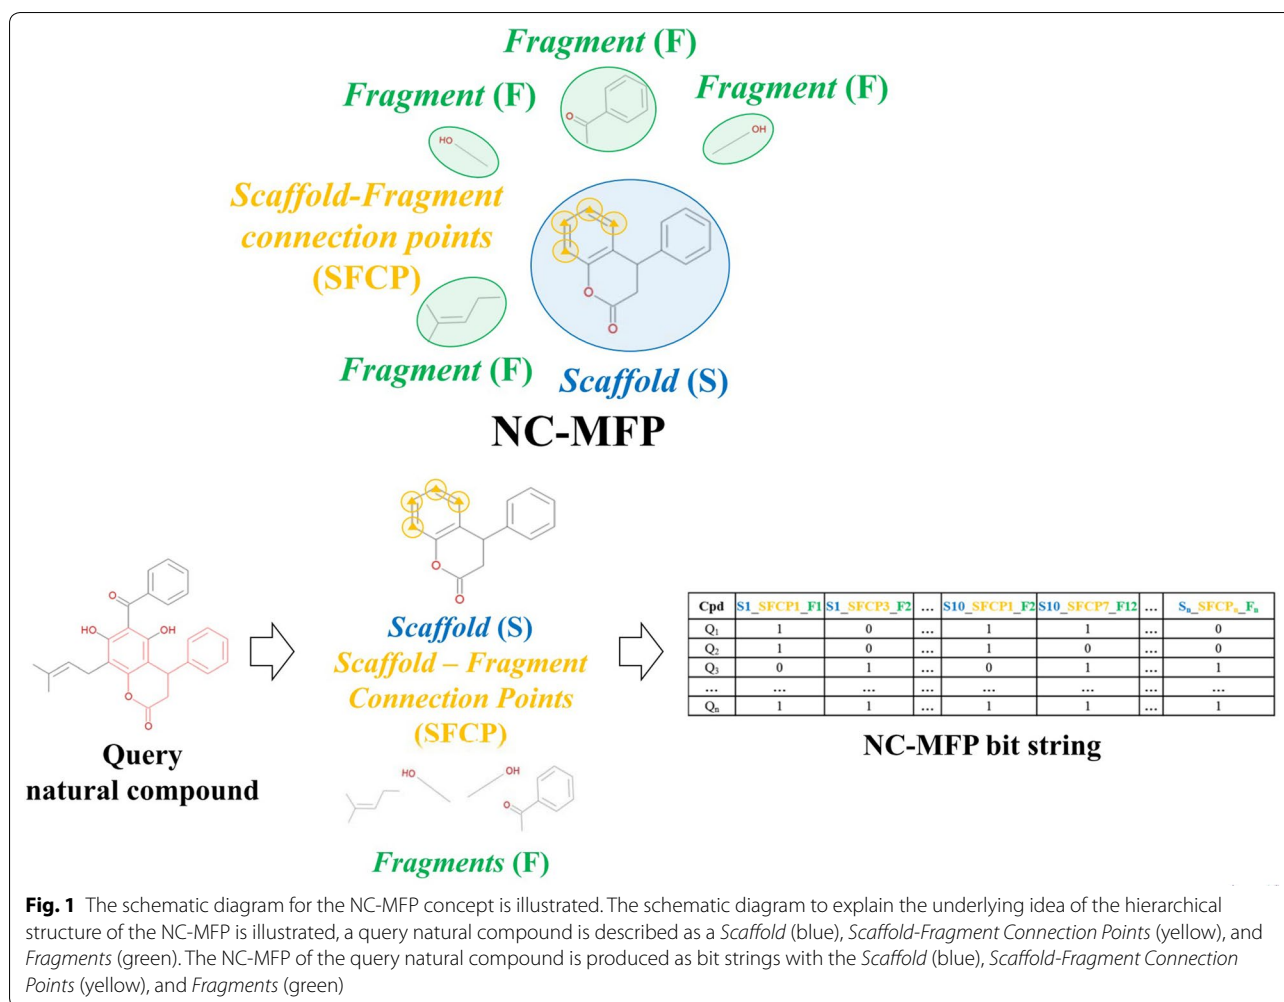 Fragment (F)
Fragment (F)
Fragment (F)
HO
O
OH
Scaffold-Fragment
connection points
(SFCP)
O
O
Fragment (F)
Scaffold (S)
NC-MFP
O
HO
OH
O
O
Query
natural compound
O
O
Scaffold (S)
Scaffold – Fragment
Connection Points
(SFCP)
HO
OH
O
Fragments (F)
Cpd S1_SFCP1_F1 S1_SFCP3_F2 ... S10_SFCP1_F2 S10_SFCP7_F12 ... Sn_SFCPn_Fn
Q1 1 0 ... 1 1 ... 0
Q2 1 0 ... 1 0 ... 0
Q3 0 1 ... 0 1 ... 1
... ... ... ... ... ... ... ...
Qn 1 1 ... 1 1 ... 1
NC-MFP bit string
Fig. 1 The schematic diagram for the NC-MFP concept is illustrated. The schematic diagram to explain the underlying idea of the hierarchical
structure of the NC-MFP is illustrated, a query natural compound is described as a Scaffold (blue), Scaffold-Fragment Connection Points (yellow), and
Fragments (green). The NC-MFP of the query natural compound is produced as bit strings with the Scaffold (blue), Scaffold-Fragment Connection
Points (yellow), and Fragments (green)